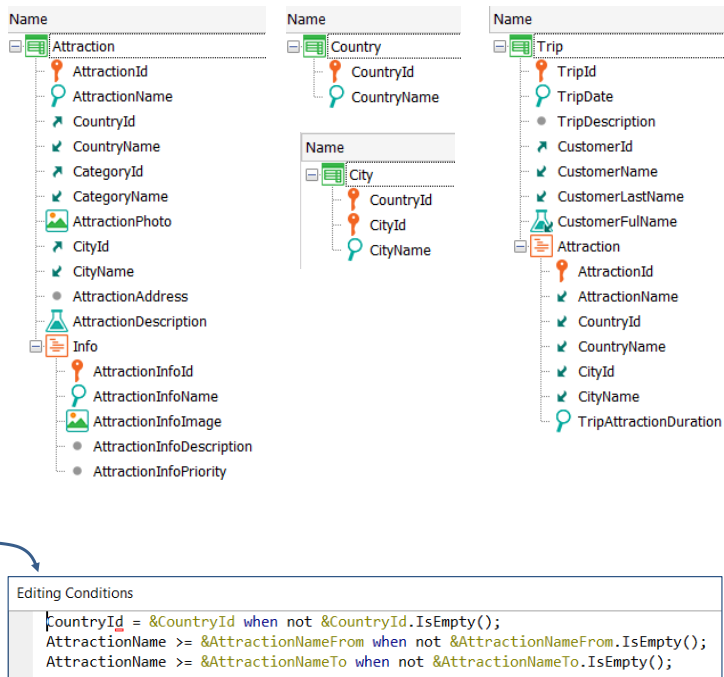 Name
Attraction
AttractionId
AttractionName
CountryId
CountryName
CategoryId
CategoryName
AttractionPhoto
CityId
CityName
AttractionAddress
AttractionDescription
Info
AttractionInfoId
AttractionInfoName
AttractionInfoImage
AttractionInfoDescription
AttractionInfoPriority
Name
Country
CountryId
CountryName
Name
City
CountryId
CityId
CityName
Name
Trip
TripId
TripDate
TripDescription
CustomerId
CustomerName
CustomerLastName
CustomerFulName
Attraction
AttractionId
AttractionName
CountryId
CountryName
CityId
CityName
TripAttractionDuration
Editing Conditions
CountryId = &CountryId when not &CountryId.IsEmpty();
AttractionName >= &AttractionNameFrom when not &AttractionNameFrom.IsEmpty();
AttractionName >= &AttractionNameTo when not &AttractionNameTo.IsEmpty();